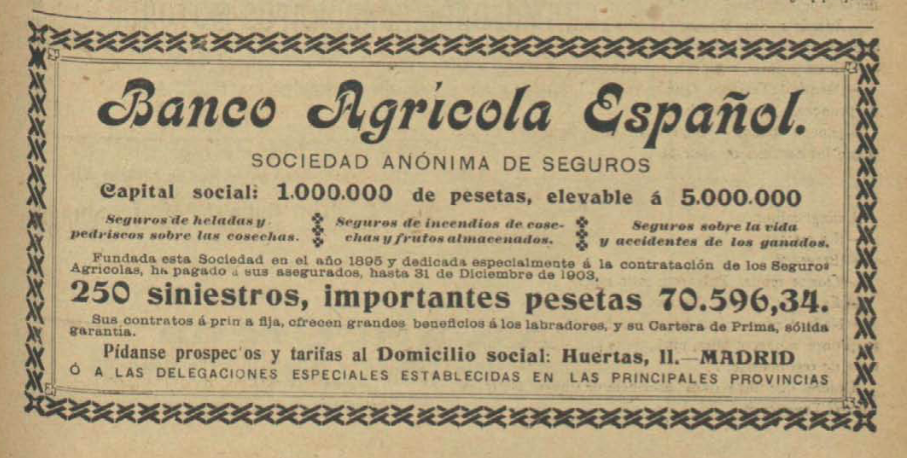 Banco Agrícola Español.
SOCIEDAD ANÓNIMA DE SEGUROS
Capital social: 1.000.000 de pesetas, elevable á 5.000.000
Seguros de heladas y
pedriscos sobre las cosechas.
Seguros de incendios de cose-
chas y frutos almacenados.
Seguros sobre la vida
y accidentes de los ganados.
Fundada esta Sociedad en el año 1895 y dedicada especialmente á la contratación de los Seguros
Agrícolas, ha pagado á sus asegurados, hasta 31 de Diciembre de 1903,
250 siniestros, importantes pesetas 70.596,34.
Sus contratos á prin a fija, ofrecen grandes beneficios á los labradores, y su Cartera de Prima, sólida
garantía.
Pídanse prospec os y tarifas al Domicilio social: Huertas, 11.—MADRID
Ó A LAS DELEGACIONES ESPECIALES ESTABLECIDAS EN LAS PRINCIPALES PROVINCIAS